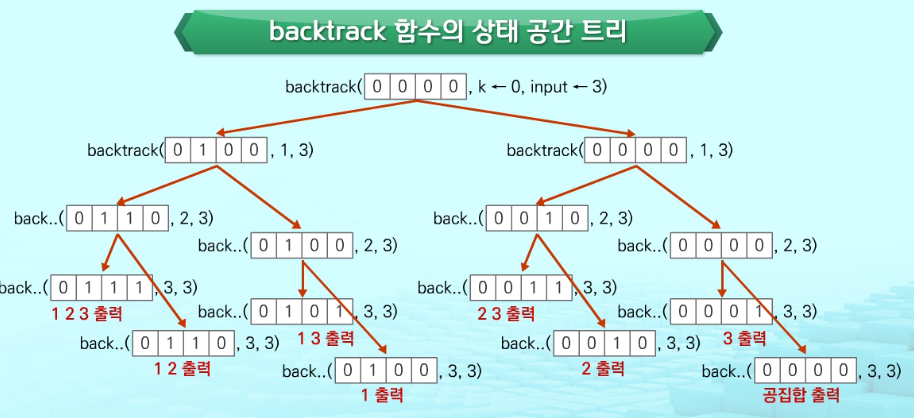 backtrack 함수의 상태 공간 트리
backtrack( 0 0 0 0 , k ← 0, input ← 3)
backtrack( 0 1 0 0 , 1, 3)
backtrack( 0 0 0 0 , 1, 3)
back..( 0 1 1 0 , 2, 3)
back..( 0 0 1 0 , 2, 3)
back..( 0 1 0 0 , 2, 3)
back..( 0 0 0 0 , 2, 3)
back..( 0 1 1 1 , 3, 3)
1 2 3 출력
back..( 0 0 1 1 , 3, 3)
2 3 출력
back..( 0 1 0 1 , 3, 3)
1 3 출력
back..( 0 0 0 1 , 3, 3)
3 출력
back..( 0 1 1 0 , 3, 3)
1 2 출력
back..( 0 0 1 0 , 3, 3)
2 출력
back..( 0 1 0 0 , 3, 3)
1 출력
back..( 0 0 0 0 , 3, 3)
공집합 출력